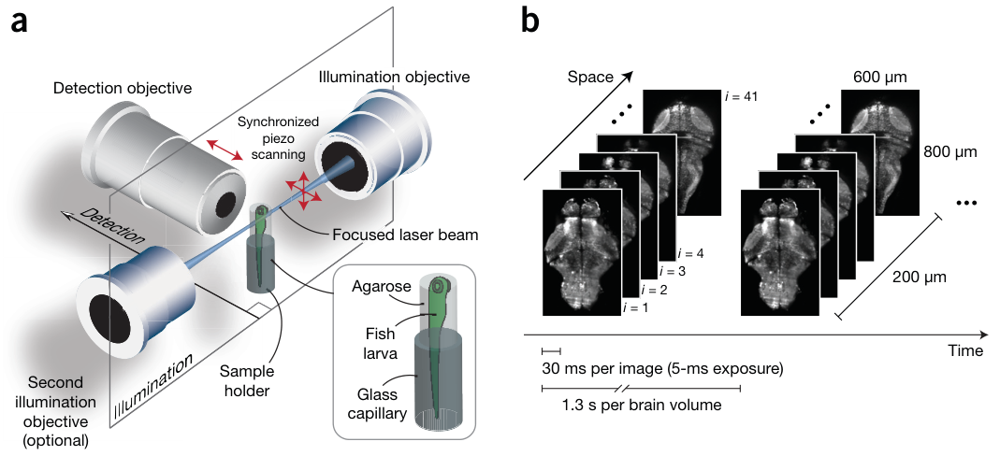 a
Detection objective
Illumination objective
Synchronized
piezo
scanning
Detection
Focused laser beam
Agarose
Fish
larva
Glass
capillary
Sample
holder
Illumination
Second
illumination
objective
(optional)
b
Space
i = 41
600 µm
800 µm
i = 4
i = 3
i = 2
i = 1
200 µm
Time
30 ms per image (5-ms exposure)
1.3 s per brain volume